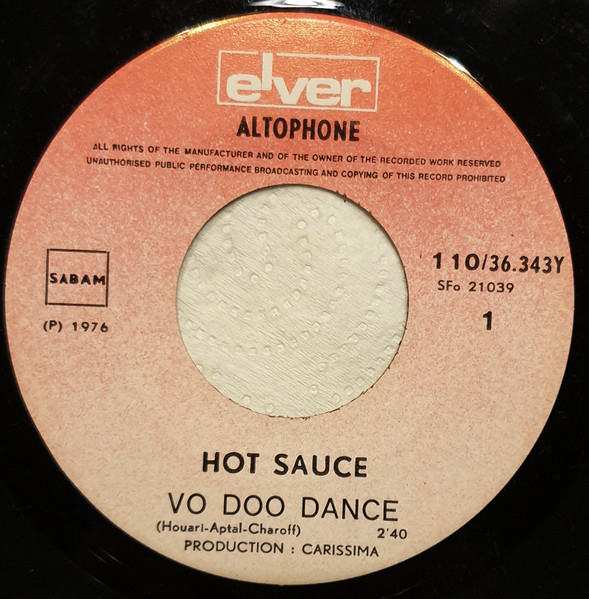 elver
ALTOPHONE
ALL RIGHTS OF THE MANUFACTURER AND OF THE OWNER OF THE RECORDED WORK RESERVED
UNAUTHORISED PUBLIC PERFORMANCE BROADCASTING AND COPYING OF THIS RECORD PROHIBITED
SABAM
(P) 1976
110/36.343Y
SFo 21039
1
HOT SAUCE
VO DOO DANCE
(Houari-Aptal-Charoff) 2'40
PRODUCTION : CARISSIMA